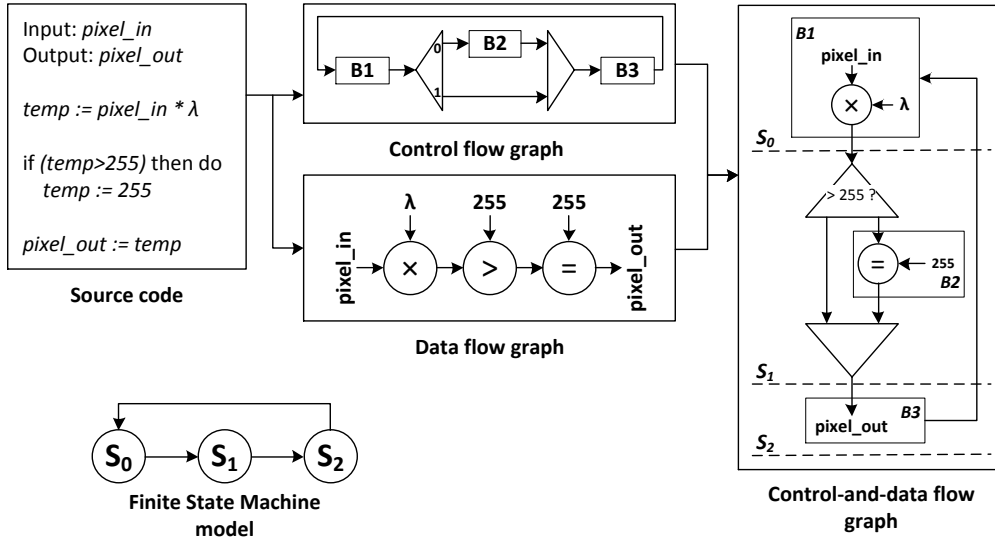 Input: pixel_in
Output: pixel_out
temp := pixel_in * λ
if (temp>255) then do
temp := 255
pixel_out := temp
Source code
B1
0
1
B2
B3
Control flow graph
λ
255
255
pixel_in
×
>
=
pixel_out
Data flow graph
S0
S1
S2
Finite State Machine
model
B1
pixel_in
×
λ
S0
> 255 ?
=
255
B2
S1
B3
pixel_out
S2
Control-and-data flow
graph